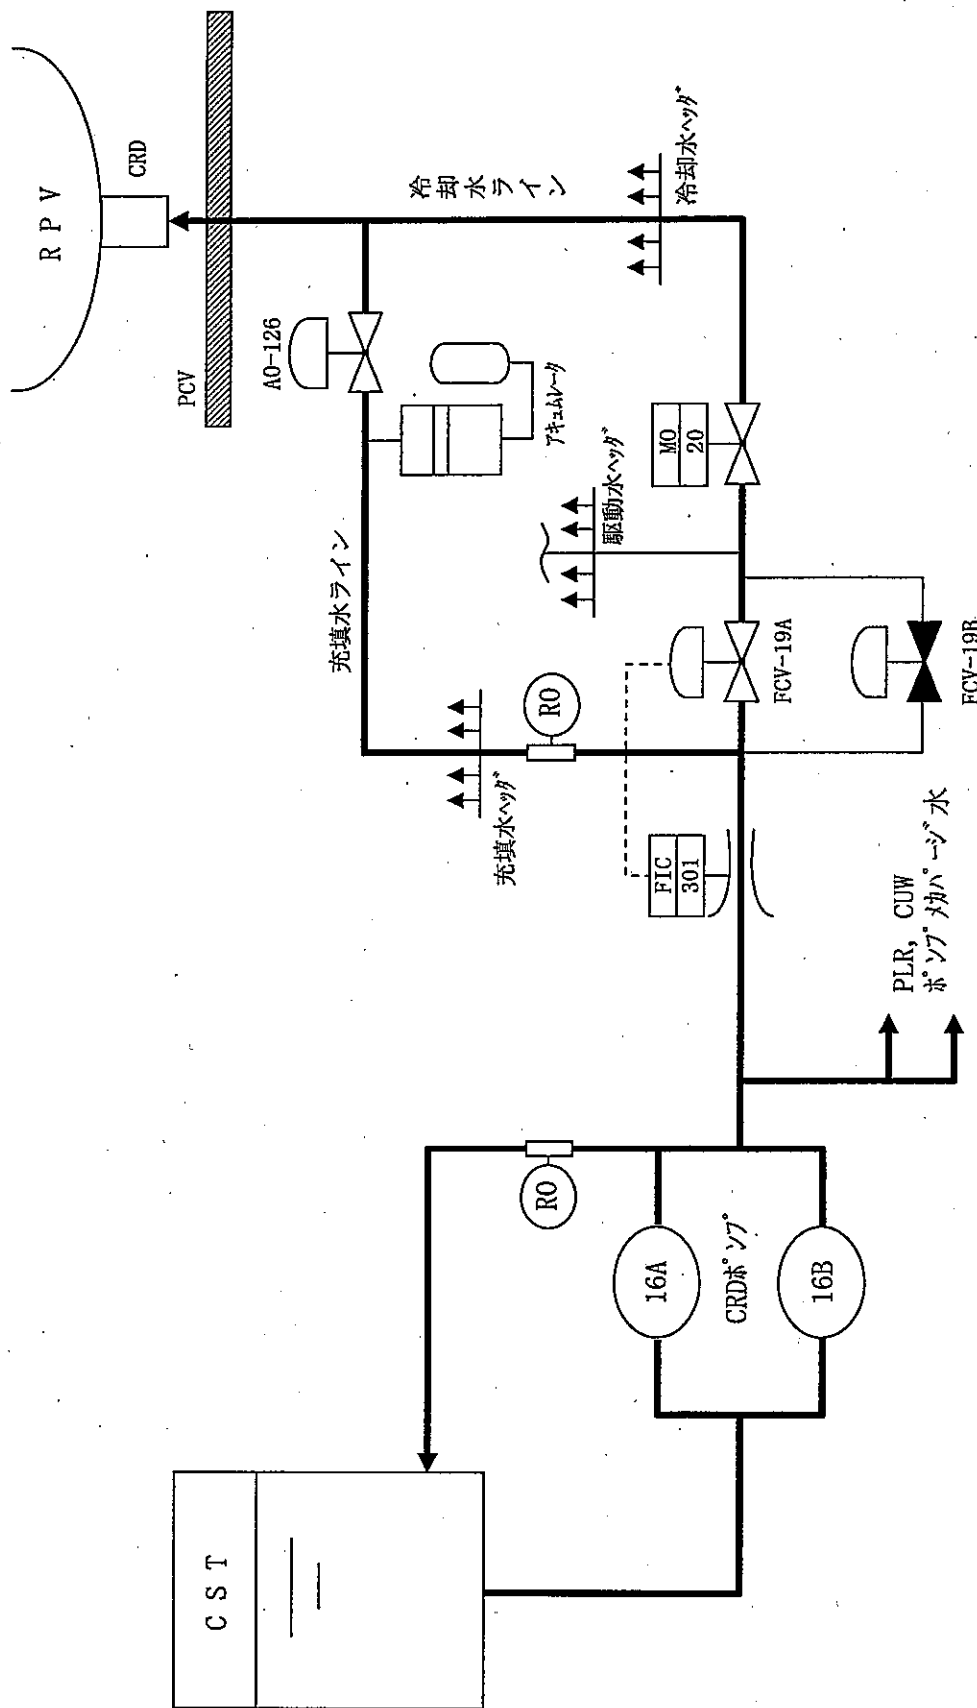 RPV
CRD
PCV
冷却水ライン
冷却水ヘッダ
AO-126
アキュムレータ
MO
20
駆動水ヘッダ
充填水ライン
充填水ヘッダ
RO
FCV-19A
FCV-19B
FIC
301
PLR, CUW
ポンプメカパージ水
RO
16A
CRDポンプ
16B
CST